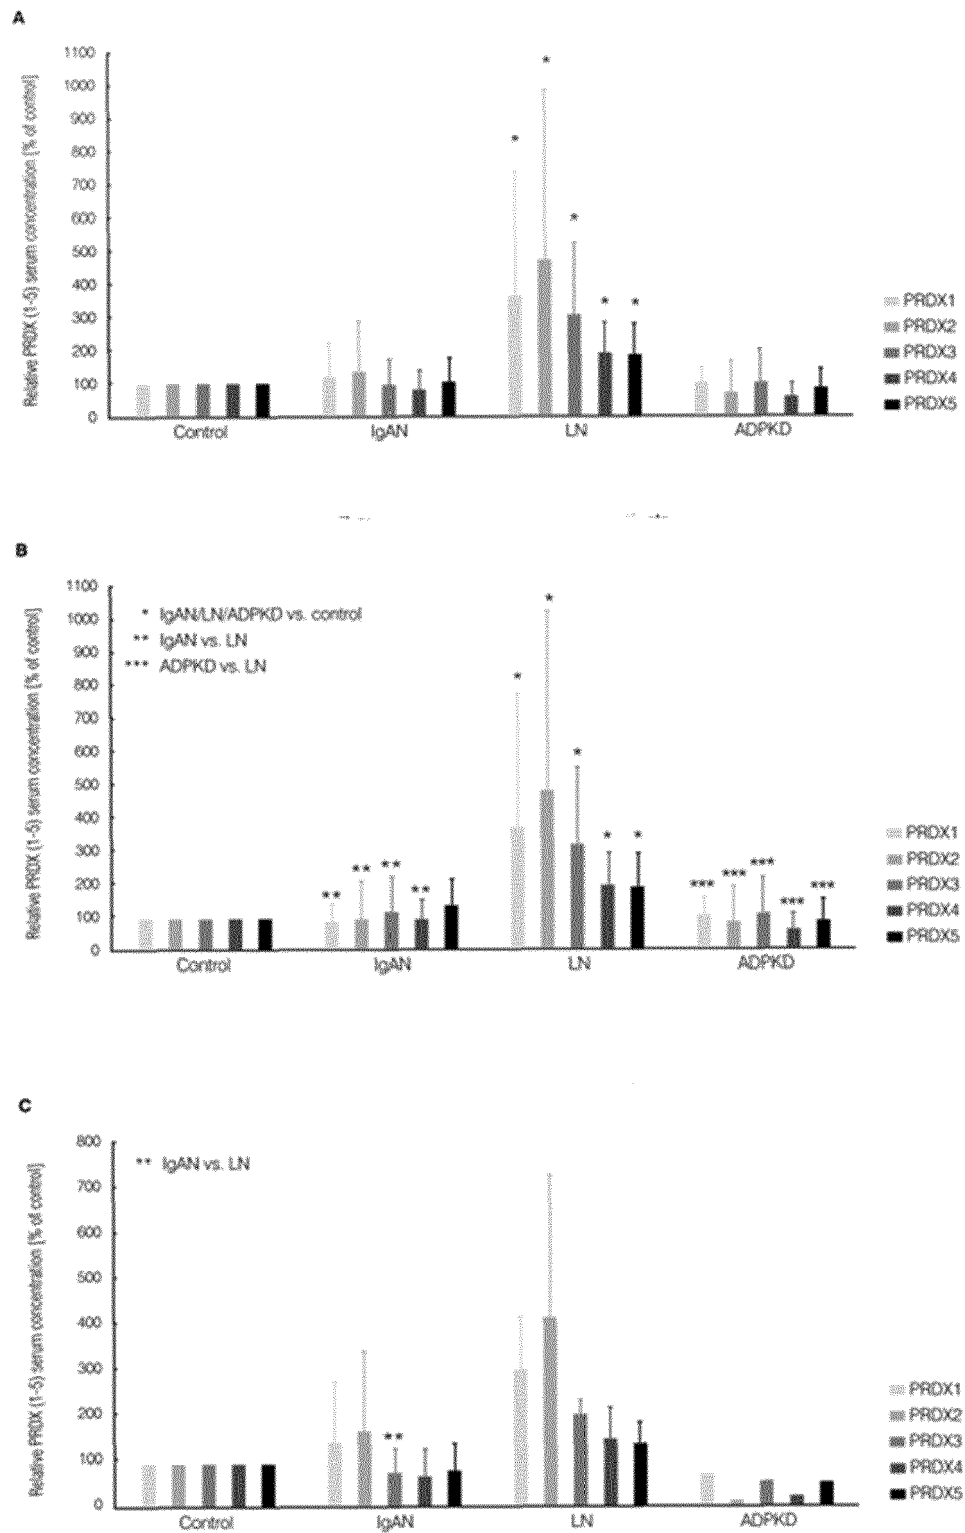 A
Relative PRDX (1-5) serum concentration [% of control]
1100
1000
900
800
700
600
500
400
300
200
100
0
*
*
*
*
*
Control
IgAN
LN
ADPKD
PRDX1
PRDX2
PRDX3
PRDX4
PRDX5
B
Relative PRDX (1-5) serum concentration [% of control]
1100
1000
900
800
700
600
500
400
300
200
100
0
* IgAN/LN/ADPKD vs. control
** IgAN vs. LN
*** ADPKD vs. LN
**
**
**
**
*
*
*
*
*
***
***
***
***
***
Control
IgAN
LN
ADPKD
PRDX1
PRDX2
PRDX3
PRDX4
PRDX5
C
Relative PRDX (1-5) serum concentration [% of control]
800
700
600
500
400
300
200
100
0
** IgAN vs. LN
**
Control
IgAN
LN
ADPKD
PRDX1
PRDX2
PRDX3
PRDX4
PRDX5